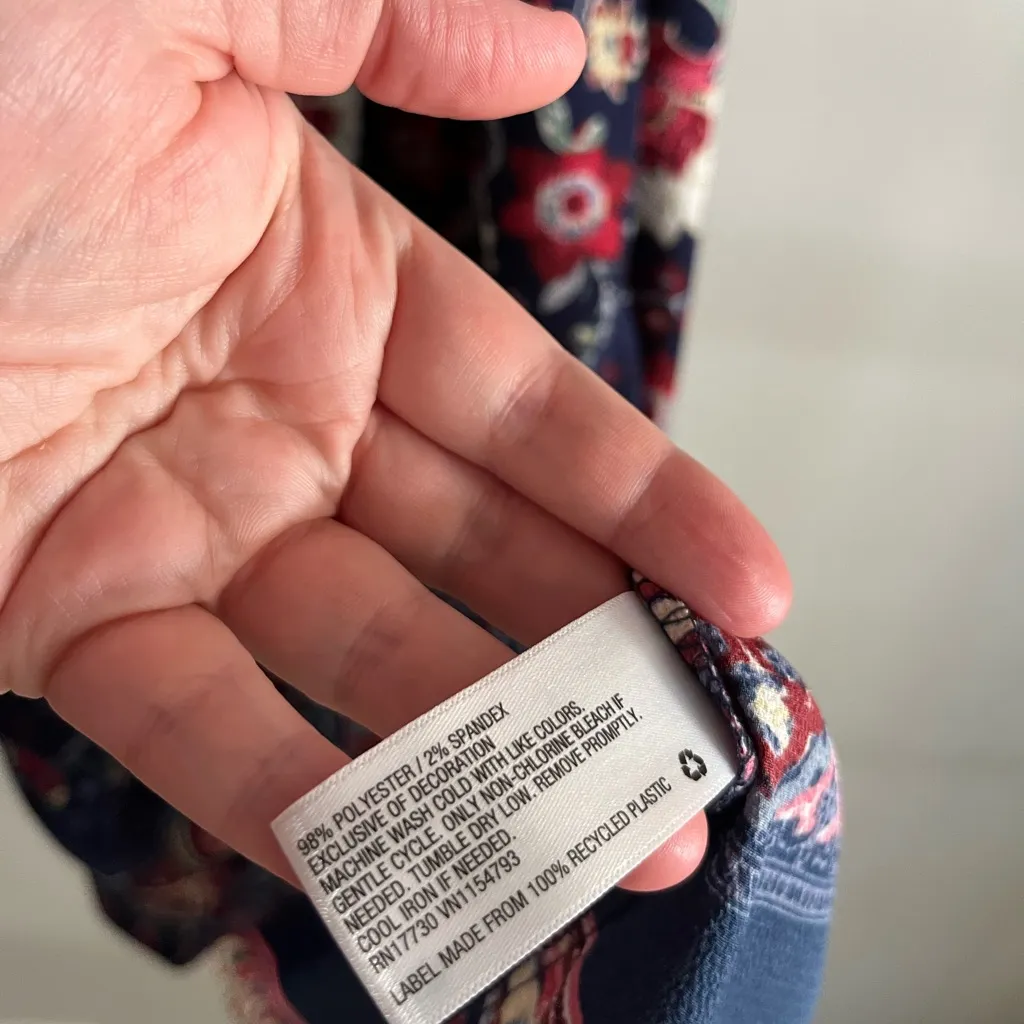 98% POLYESTER / 2% SPANDEX
EXCLUSIVE OF DECORATION
MACHINE WASH COLD WITH LIKE COLORS.
GENTLE CYCLE. ONLY NON-CHLORINE BLEACH IF
NEEDED. TUMBLE DRY LOW. REMOVE PROMPTLY.
COOL IRON IF NEEDED.
RN17730 VN1154793
LABEL MADE FROM 100% RECYCLED PLASTIC